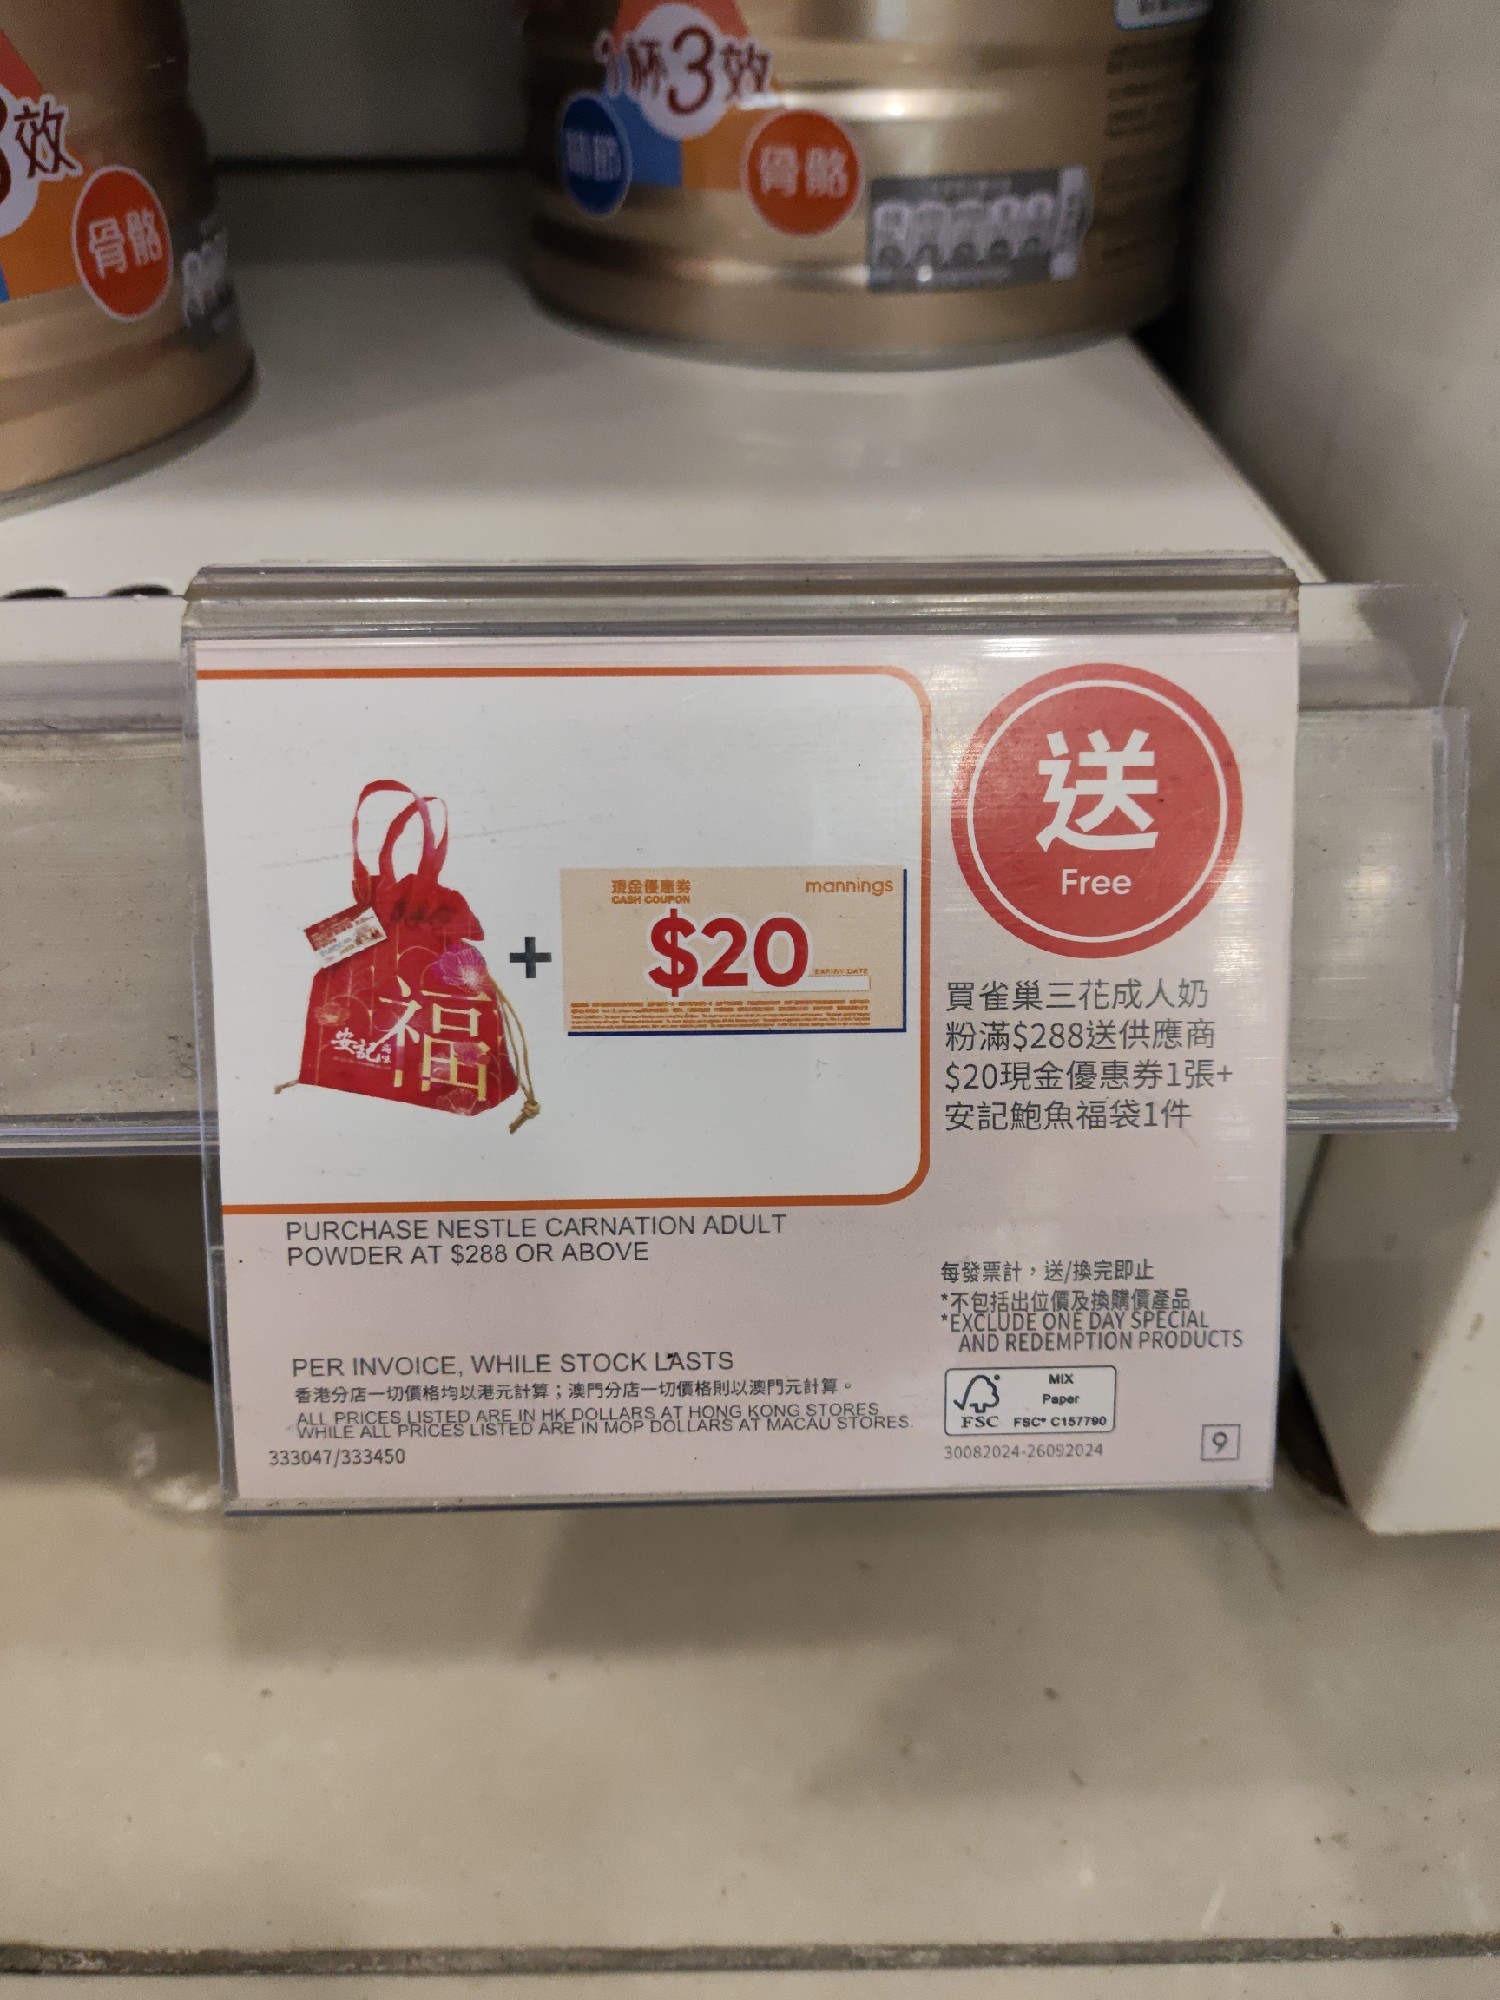 1杯3效
骨骼
效
骨骼
送
Free
現金優惠券
CASH COUPON
mannings
$20
EXPIRY DATE
+
福
安記
買雀巢三花成人奶
粉滿$288送供應商
$20現金優惠券1張+
安記鮑魚福袋1件
PURCHASE NESTLE CARNATION ADULT
POWDER AT $288 OR ABOVE
每發票計，送/換完即止
*不包括出位價及換購價產品
*EXCLUDE ONE DAY SPECIAL
AND REDEMPTION PRODUCTS
PER INVOICE, WHILE STOCK LASTS
香港分店一切價格均以港元計算；澳門分店一切價格則以澳門元計算。
ALL PRICES LISTED ARE IN HK DOLLARS AT HONG KONG STORES
WHILE ALL PRICES LISTED ARE IN MOP DOLLARS AT MACAU STORES.
333047/333450
FSC
MIX
Paper
FSC® C157790
30082024-26092024
9